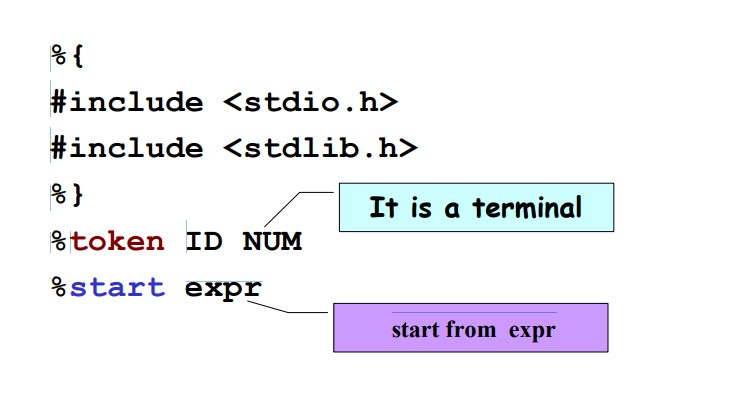 %{
#include <stdio.h>
#include <stdlib.h>
%}
It is a terminal
%token ID NUM
%start expr
start from expr